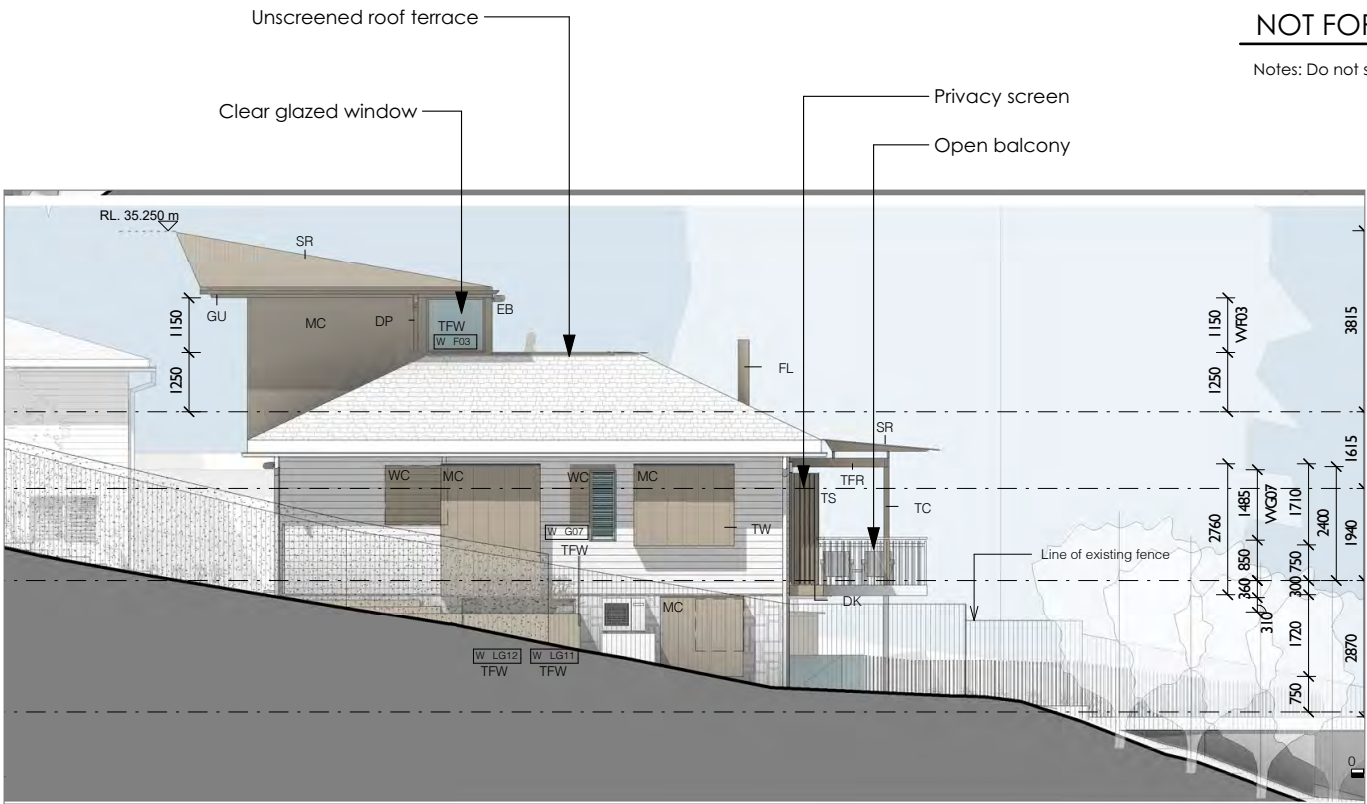 Unscreened roof terrace
NOT FOR
Notes: Do not s
Clear glazed window
Privacy screen
Open balcony
RL. 35.250 m
SR
GU
MC
DP
TFW
W F03
EB
FL
1150
1250
1150
WF03
1250
3815
SR
WC
MC
WC
MC
TFR
TS
TC
TW
W G07
TFW
Line of existing fence
DK
MC
W LG12
W LG11
TFW
TFW
2760
1485
850
360
WG07
310
1710
750
300
1720
750
2400
1615
1940
2870
0